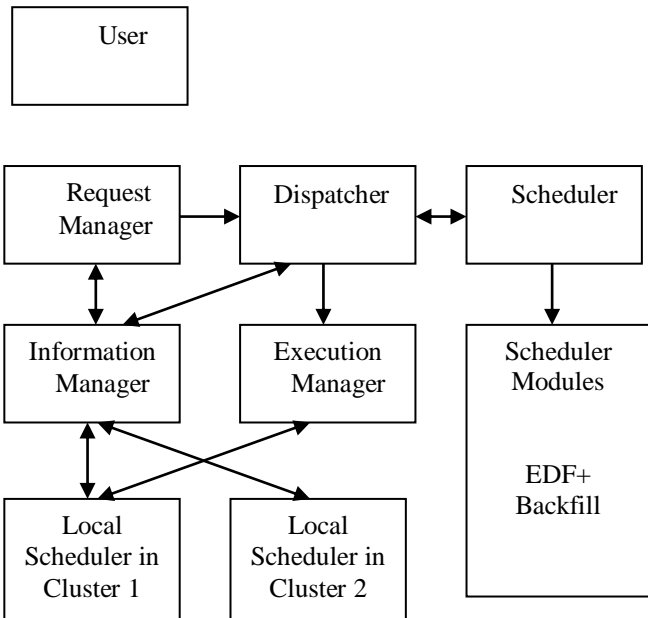 User
Request
Manager
Dispatcher
Scheduler
Information
Manager
Execution
Manager
Scheduler
Modules
EDF+
Backfill
Local
Scheduler in
Cluster 1
Local
Scheduler in
Cluster 2